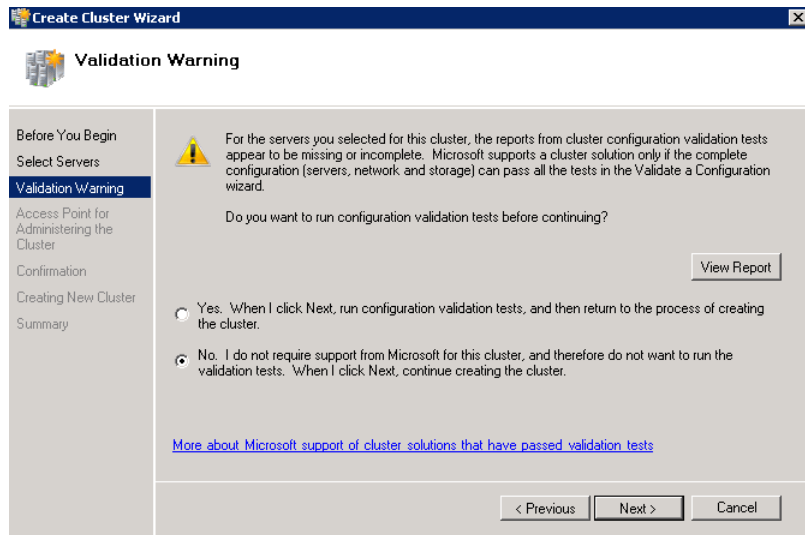 Create Cluster Wizard
Validation Warning
Before You Begin
Select Servers
Validation Warning
Access Point for
Administering the
Cluster
Confirmation
Creating New Cluster
Summary
For the servers you selected for this cluster, the reports from cluster configuration validation tests
appear to be missing or incomplete. Microsoft supports a cluster solution only if the complete
configuration (servers, network and storage) can pass all the tests in the Validate a Configuration
wizard.
Do you want to run configuration validation tests before continuing?
View Report
Yes. When I click Next, run configuration validation tests, and then return to the process of creating
the cluster.
No. I do not require support from Microsoft for this cluster, and therefore do not want to run the
validation tests. When I click Next, continue creating the cluster.
More about Microsoft support of cluster solutions that have passed validation tests
< Previous
Next >
Cancel